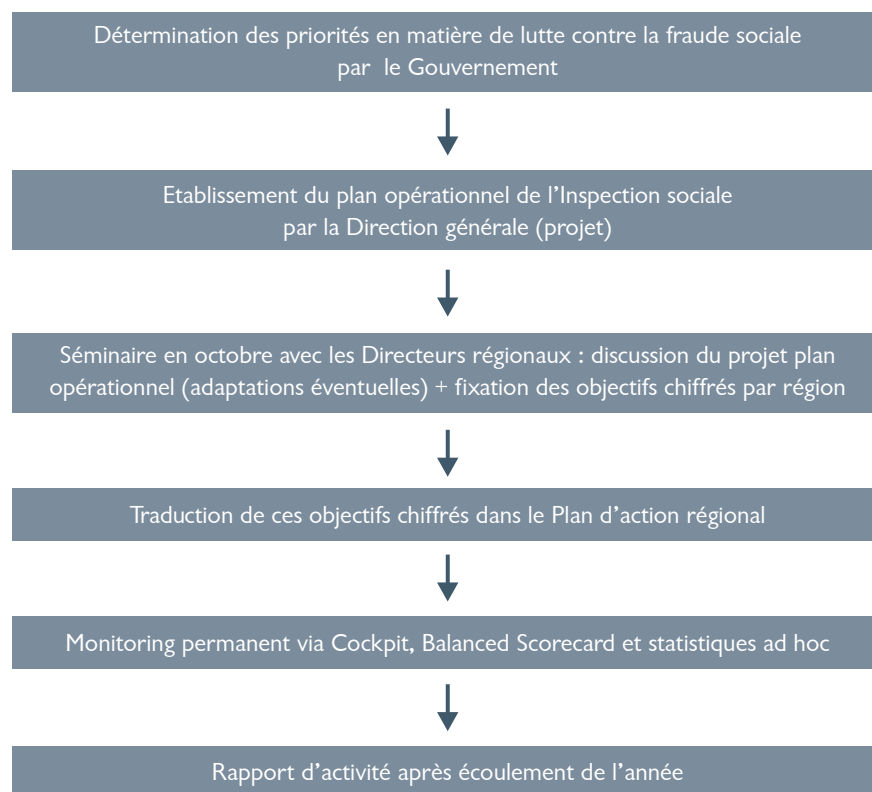 Détermination des priorités en matière de lutte contre la fraude sociale
par le Gouvernement
Etablissement du plan opérationnel de l’Inspection sociale
par la Direction générale (projet)
Séminaire en octobre avec les Directeurs régionaux : discussion du projet plan
opérationnel (adaptations éventuelles) + fixation des objectifs chiffrés par région
Traduction de ces objectifs chiffrés dans le Plan d’action régional
Monitoring permanent via Cockpit, Balanced Scorecard et statistiques ad hoc
Rapport d’activité après écoulement de l’année